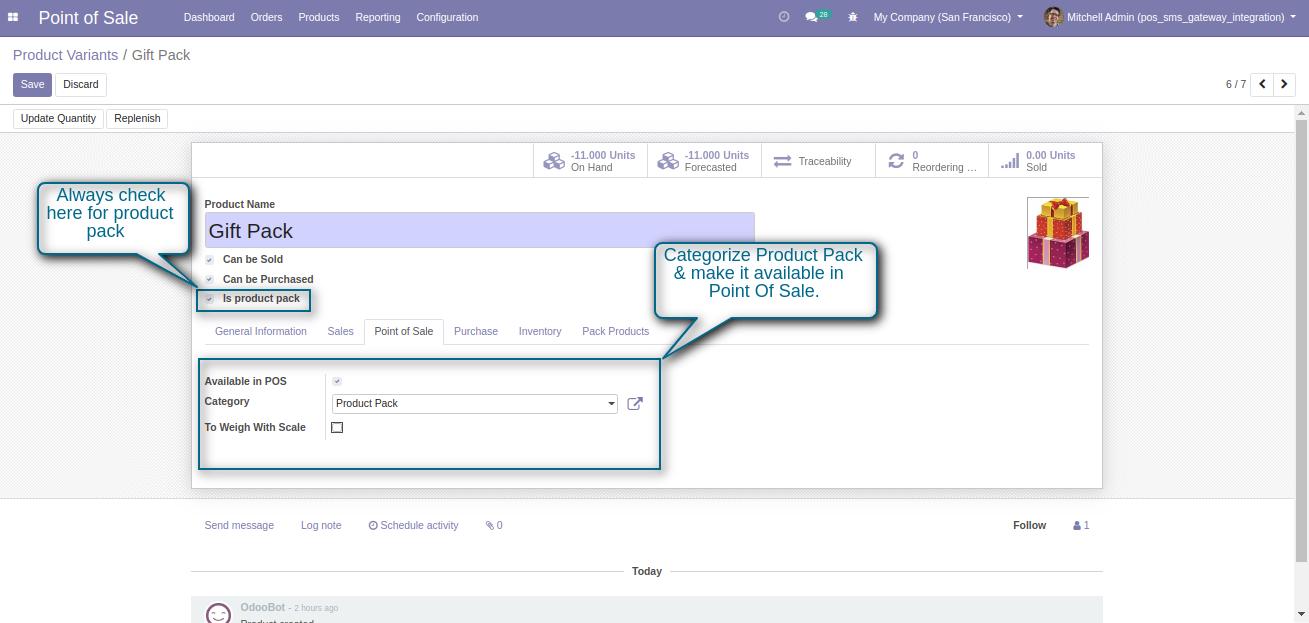 Point of Sale Dashboard Orders Products Reporting Configuration 28 My Company (San Francisco) Mitchell Admin (pos_sms_gateway_integration)
Product Variants / Gift Pack
Save Discard 6 / 7
Update Quantity Replenish
-11.000 Units
On Hand
-11.000 Units
Forecasted
Traceability
0
Reordering ...
0.00 Units
Sold
Always check
here for product
pack
Product Name
Gift Pack
Can be Sold
Can be Purchased
Is product pack
Categorize Product Pack
& make it available in
Point Of Sale.
General Information Sales Point of Sale Purchase Inventory Pack Products
Available in POS
Category Product Pack
To Weigh With Scale
Send message Log note Schedule activity 0 Follow 1
Today
OdooBot - 2 hours ago
Product created